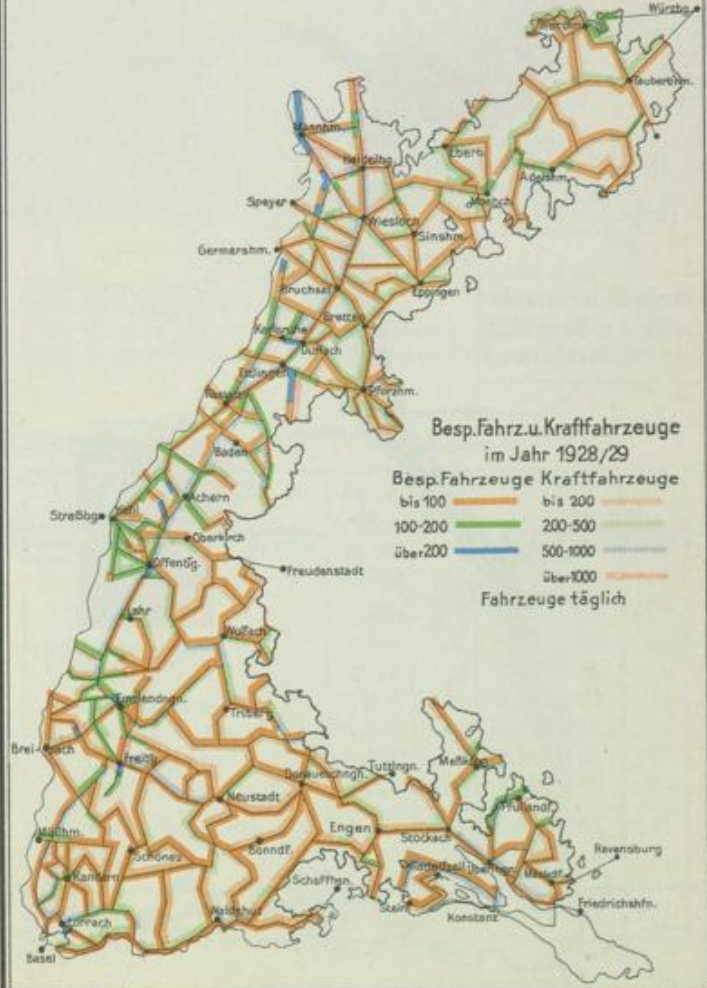 Würzbg.
Tauberbhm.
Mannhm.
Heidelbg.
Eberb.
Adelshm.
Mosbch.
Speyer
Wiesloch
Sinshm.
Germershm.
Bruchsal
Eppingen
Bretten
Karlsruhe
Durlach
Ettlingen
Rastatt
Pforzhm.
Besp.Fahrz.u.Kraftfahrzeuge
im Jahr 1928/29
Besp.Fahrzeuge Kraftfahrzeuge
bis 100 bis 200
100-200 200-500
über 200 500-1000
über 1000
Fahrzeuge täglich
Baden
Achern
Straßbg.
Kehl
Oberkirch
Offenbg.
Freudenstadt
Lahr
Wolfach
Emmendngn.
Triberg
Breisach
Freibg.
Donaueschngn.
Tuttlngn.
Meßkirch
Neustadt
Pfullendf.
Engen
Stockach
Müllhm.
Schönau
Bonndf.
Ravensburg
Kandern
Schaffhsn.
Radolfzell
Überlngn.
Markdf.
Stein
Konstanz
Friedrichshfn.
Lörrach
Waldshut
Basel